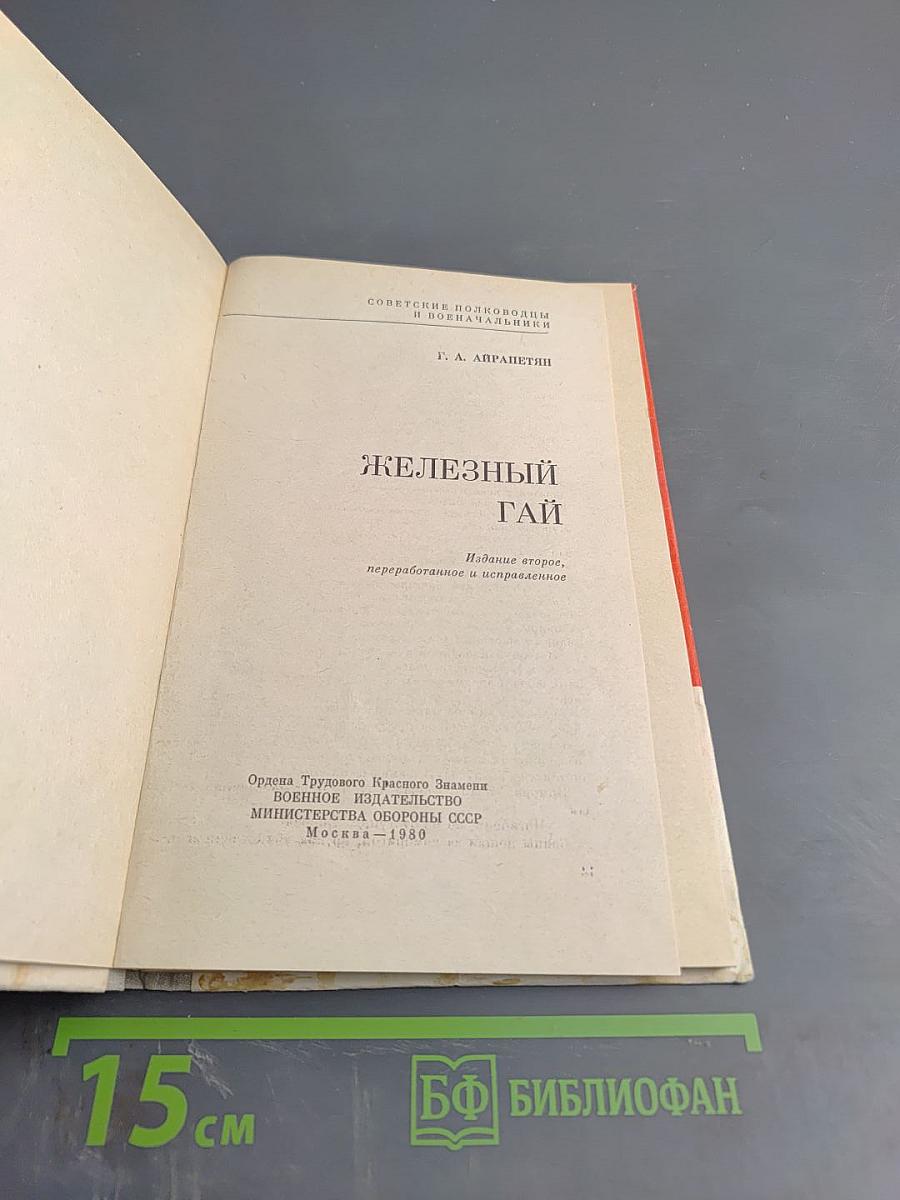 СОВЕТСКИЕ ПОЛКОВОДЦЫ
И ВОЕНАЧАЛЬНИКИ
Г. А. АЙРАПЕТЯН
ЖЕЛЕЗНЫЙ
ГАЙ
Издание второе,
переработанное и исправленное
Ордена Трудового Красного Знамени
ВОЕННОЕ ИЗДАТЕЛЬСТВО
МИНИСТЕРСТВА ОБОРОНЫ СССР
Москва—1980
15 см
БФ БИБЛИОФАН